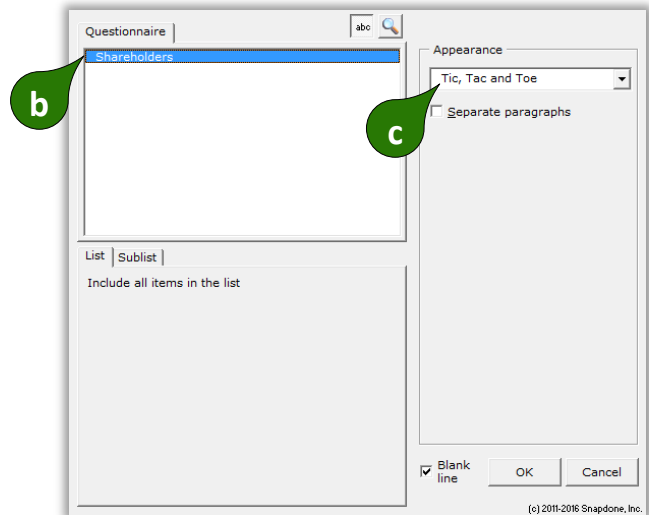 Questionnaire
abc
Shareholders
b
Appearance
Tic, Tac and Toe
c
Separate paragraphs
List
Sublist
Include all items in the list
Blank
line
OK
Cancel
(c) 2011-2016 Snapdone, Inc.